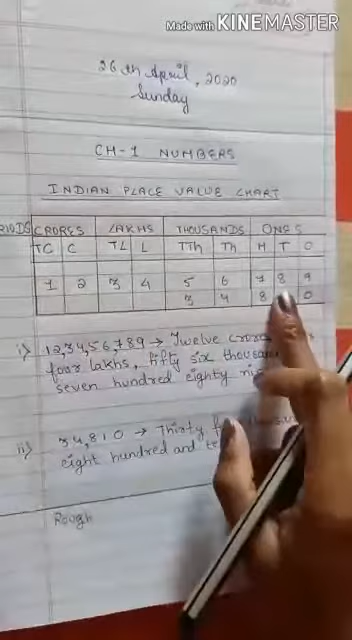 Made with KINEMASTER
26th April, 2020
Sunday
CH-1 NUMBERS
INDIAN PLACE VALUE CHART
CRORES LAKHS THOUSANDS ONES
TC C TL L TTh Th H T O
1 2 3 4 5 6 7 8 9
3 4 8 0
i) 12,34,56,789 → Twelve
four lakhs, fifty six
seven hundred eighty
ii) 34,810 → Thirty
eight hundred and
Rough